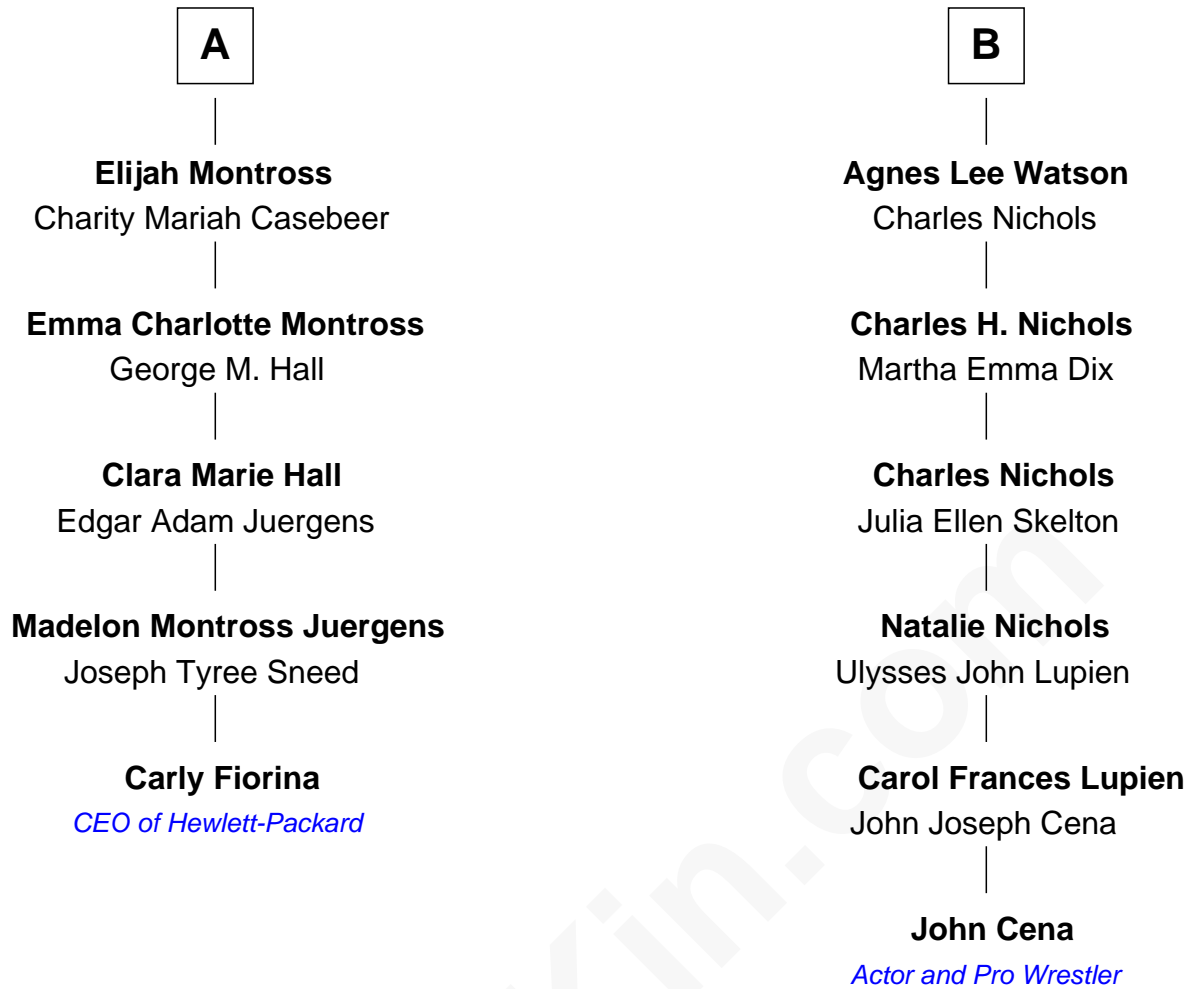 A
Elijah Montross
Charity Mariah Casebeer
Emma Charlotte Montross
George M. Hall
Clara Marie Hall
Edgar Adam Juergens
Madelon Montross Juergens
Joseph Tyree Sneed
Carly Fiorina
CEO of Hewlett-Packard
B
Agnes Lee Watson
Charles Nichols
Charles H. Nichols
Martha Emma Dix
Charles Nichols
Julia Ellen Skelton
Natalie Nichols
Ulysses John Lupien
Carol Frances Lupien
John Joseph Cena
John Cena
Actor and Pro Wrestler
Kin.com